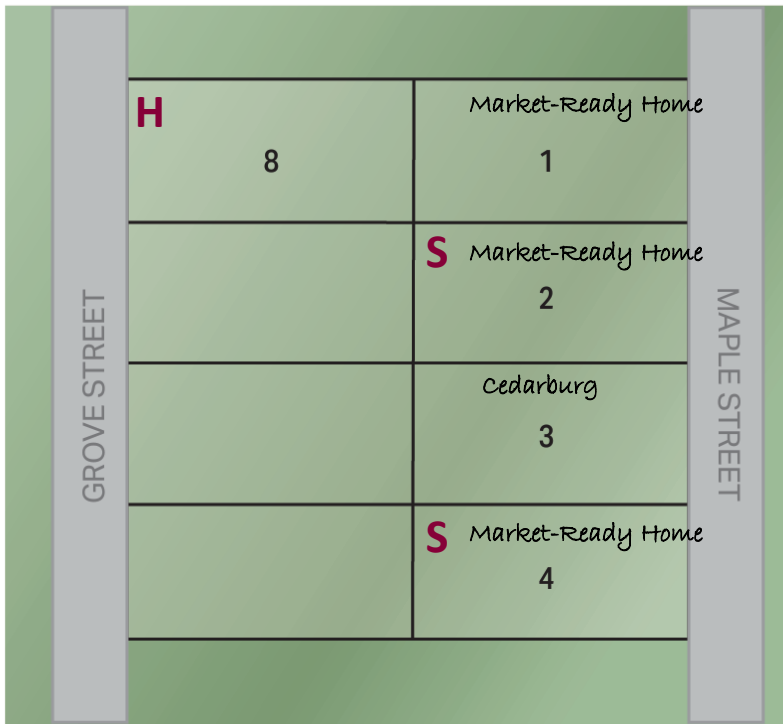 H
8
Market-Ready Home
1
S
Market-Ready Home
2
Cedarburg
3
S
Market-Ready Home
4
GROVE STREET
MAPLE STREET